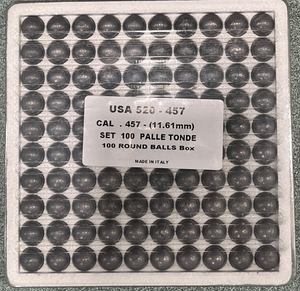 USA 520 - 457
CAL . 457 - (11.61mm)
SET 100 PALLE TONDE
100 ROUND BALLS Box
MADE IN ITALY